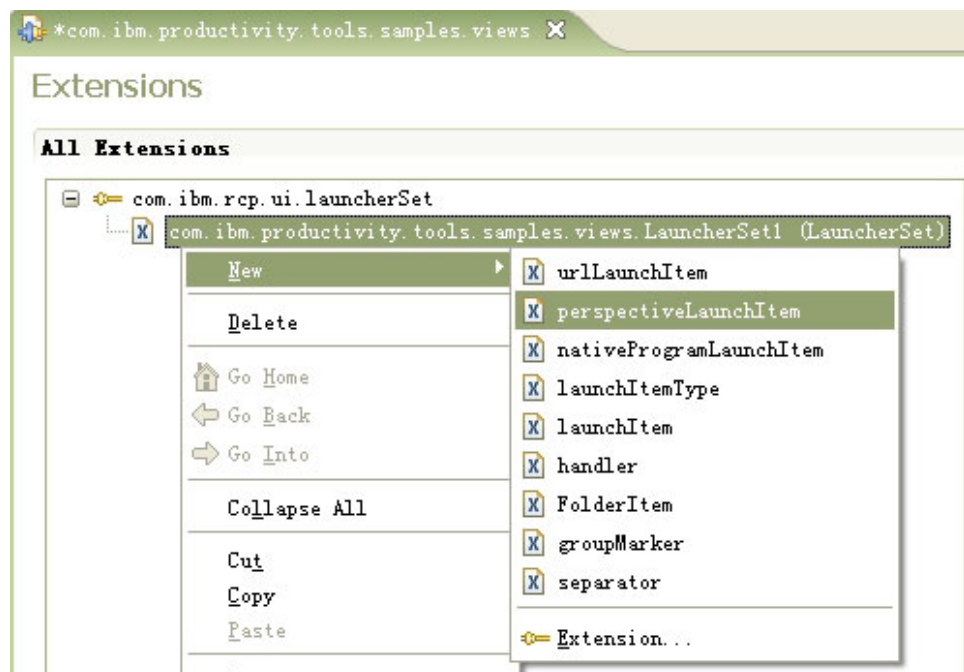 *com.ibm.productivity.tools.samples.views
Extensions
All Extensions
com.ibm.rcp.ui.launcherSet
com.ibm.productivity.tools.samples.views.LauncherSet1 (LauncherSet)
New
Delete
Go Home
Go Back
Go Into
Collapse All
Cut
Copy
Paste
urlLaunchItem
perspectiveLaunchItem
nativeProgramLaunchItem
launchItemType
launchItem
handler
FolderItem
groupMarker
separator
Extension...